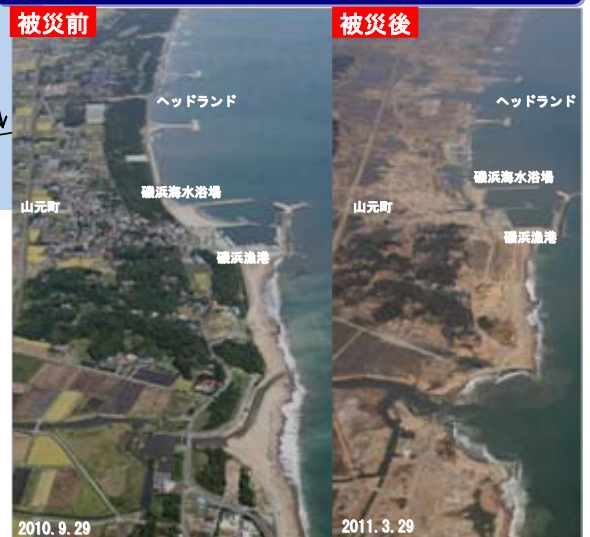 被災前
ヘッドランド
磯浜海水浴場
山元町
磯浜漁港
2010.9.29
被災後
ヘッドランド
磯浜海水浴場
山元町
磯浜漁港
2011.3.29